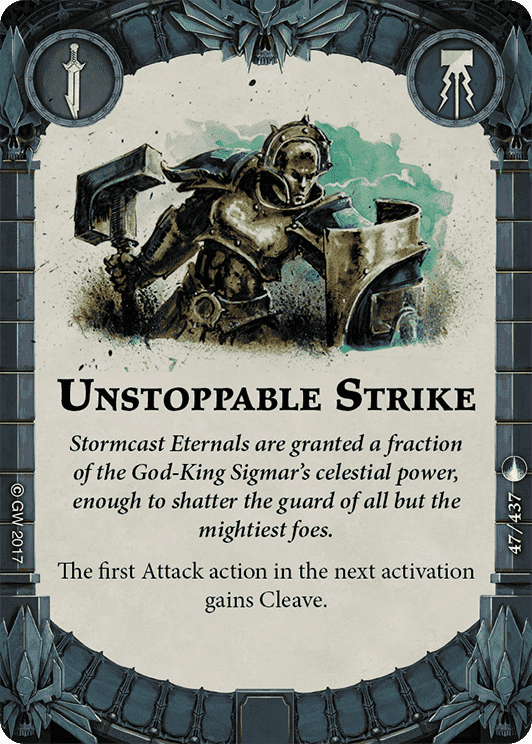 UNSTOPPABLE STRIKE
Stormcast Eternals are granted a fraction
of the God-King Sigmar's celestial power,
enough to shatter the guard of all but the
mightiest foes.
The first Attack action in the next activation
gains Cleave.
© GW 2017
47/437